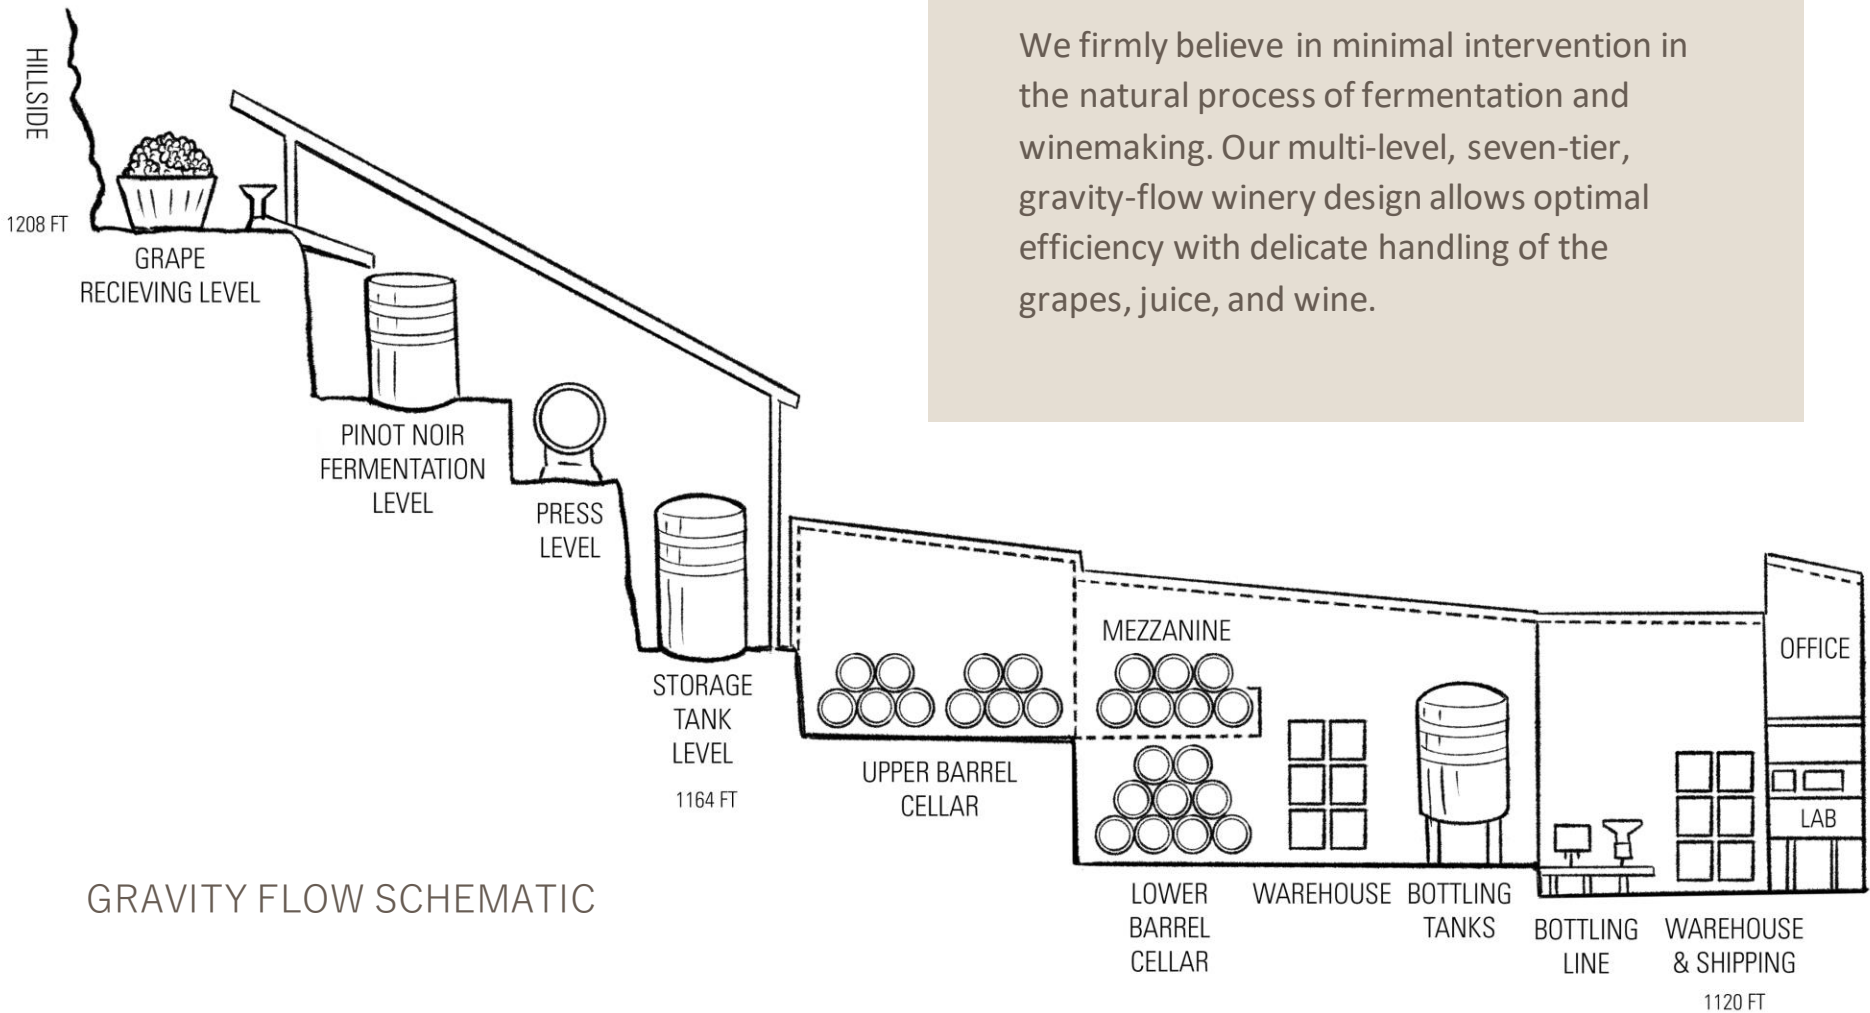 We firmly believe in minimal intervention in
the natural process of fermentation and
winemaking. Our multi-level, seven-tier,
gravity-flow winery design allows optimal
efficiency with delicate handling of the
grapes, juice, and wine.
HILLSIDE
1208 FT
GRAPE
RECIEVING LEVEL
PINOT NOIR
FERMENTATION
LEVEL
PRESS
LEVEL
STORAGE
TANK
LEVEL
1164 FT
UPPER BARREL
CELLAR
MEZZANINE
LOWER
BARREL
CELLAR
WAREHOUSE
BOTTLING
TANKS
BOTTLING
LINE
WAREHOUSE
& SHIPPING
1120 FT
OFFICE
LAB
GRAVITY FLOW SCHEMATIC